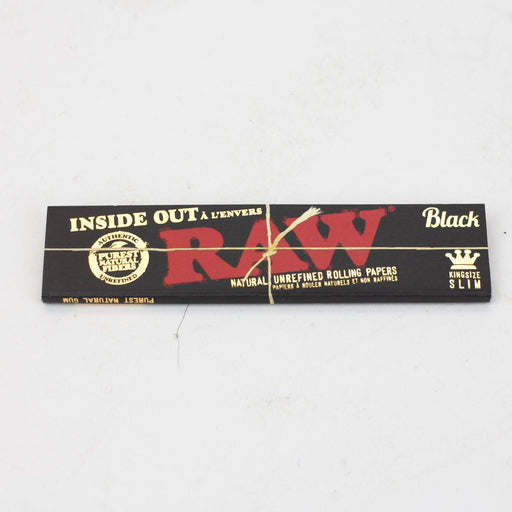 INSIDE OUT À L'ENVERS
RAW®
Black
AUTHENTIC
PUREST
NATURAL
FIBERS
UNREFINED
NATURAL UNREFINED ROLLING PAPERS
PAPIERS À ROULER NATURELS ET NON RAFFINÉS
KINGSIZE
SLIM
PUREST NATURAL GUM